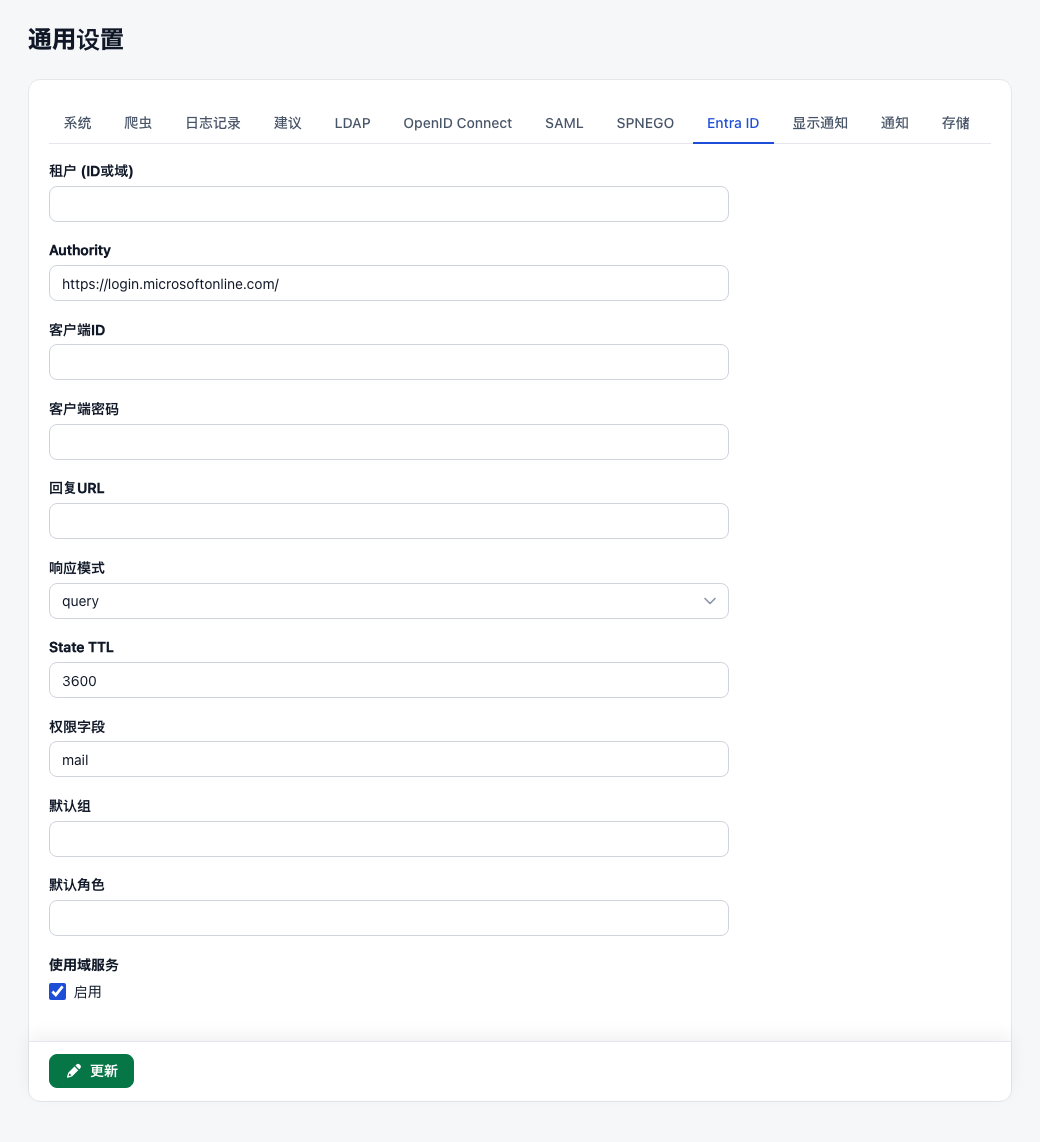 通用设置
系统 爬虫 日志记录 建议 LDAP OpenID Connect SAML SPNEGO Entra ID 显示通知 通知 存储
租户 (ID或域)
Authority
https://login.microsoftonline.com/
客户端ID
客户端密码
回复URL
响应模式
query
State TTL
3600
权限字段
mail
默认组
默认角色
使用域服务
启用
更新